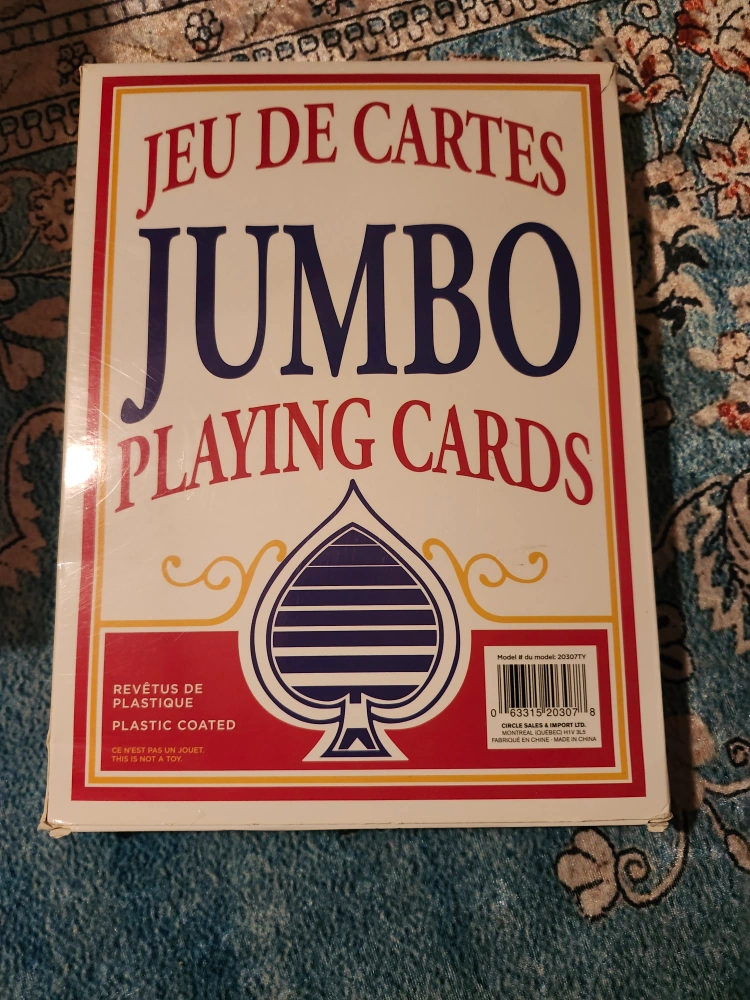 JEU DE CARTES
JUMBO
PLAYING CARDS
REVÊTUS DE
PLASTIQUE
PLASTIC COATED
CE N'EST PAS UN JOUET.
THIS IS NOT A TOY.
Model # du model: 20307TY
0 63315 20307 8
CIRCLE SALES & IMPORT LTD.
MONTREAL (QUÉBEC) H1V 3L5
FABRIQUÉ EN CHINE · MADE IN CHINA